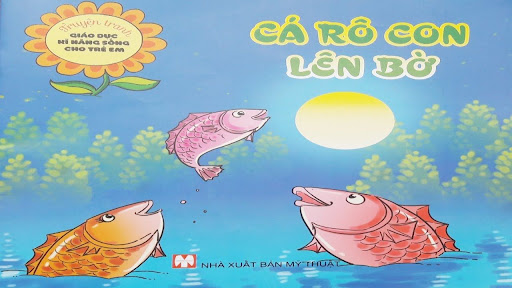 Truyện tranh
GIÁO DỤC
KĨ NĂNG SỐNG
CHO TRẺ EM
CÁ RÔ CON
LÊN BỜ
NHÀ XUẤT BẢN MỸ THUẬT